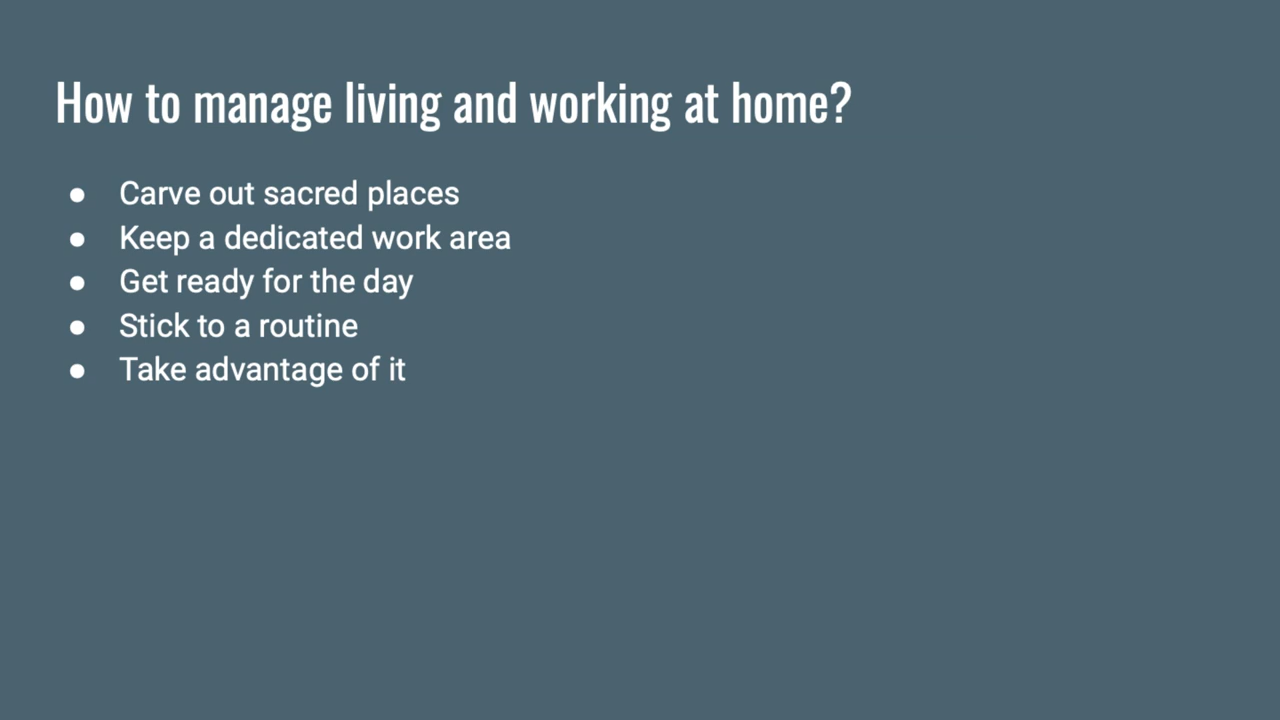 How to manage living and working at home?
● Carve out sacred places
● Keep a dedicated work area
● Get ready for the day
● Stick to a routine
● Take advantage of it